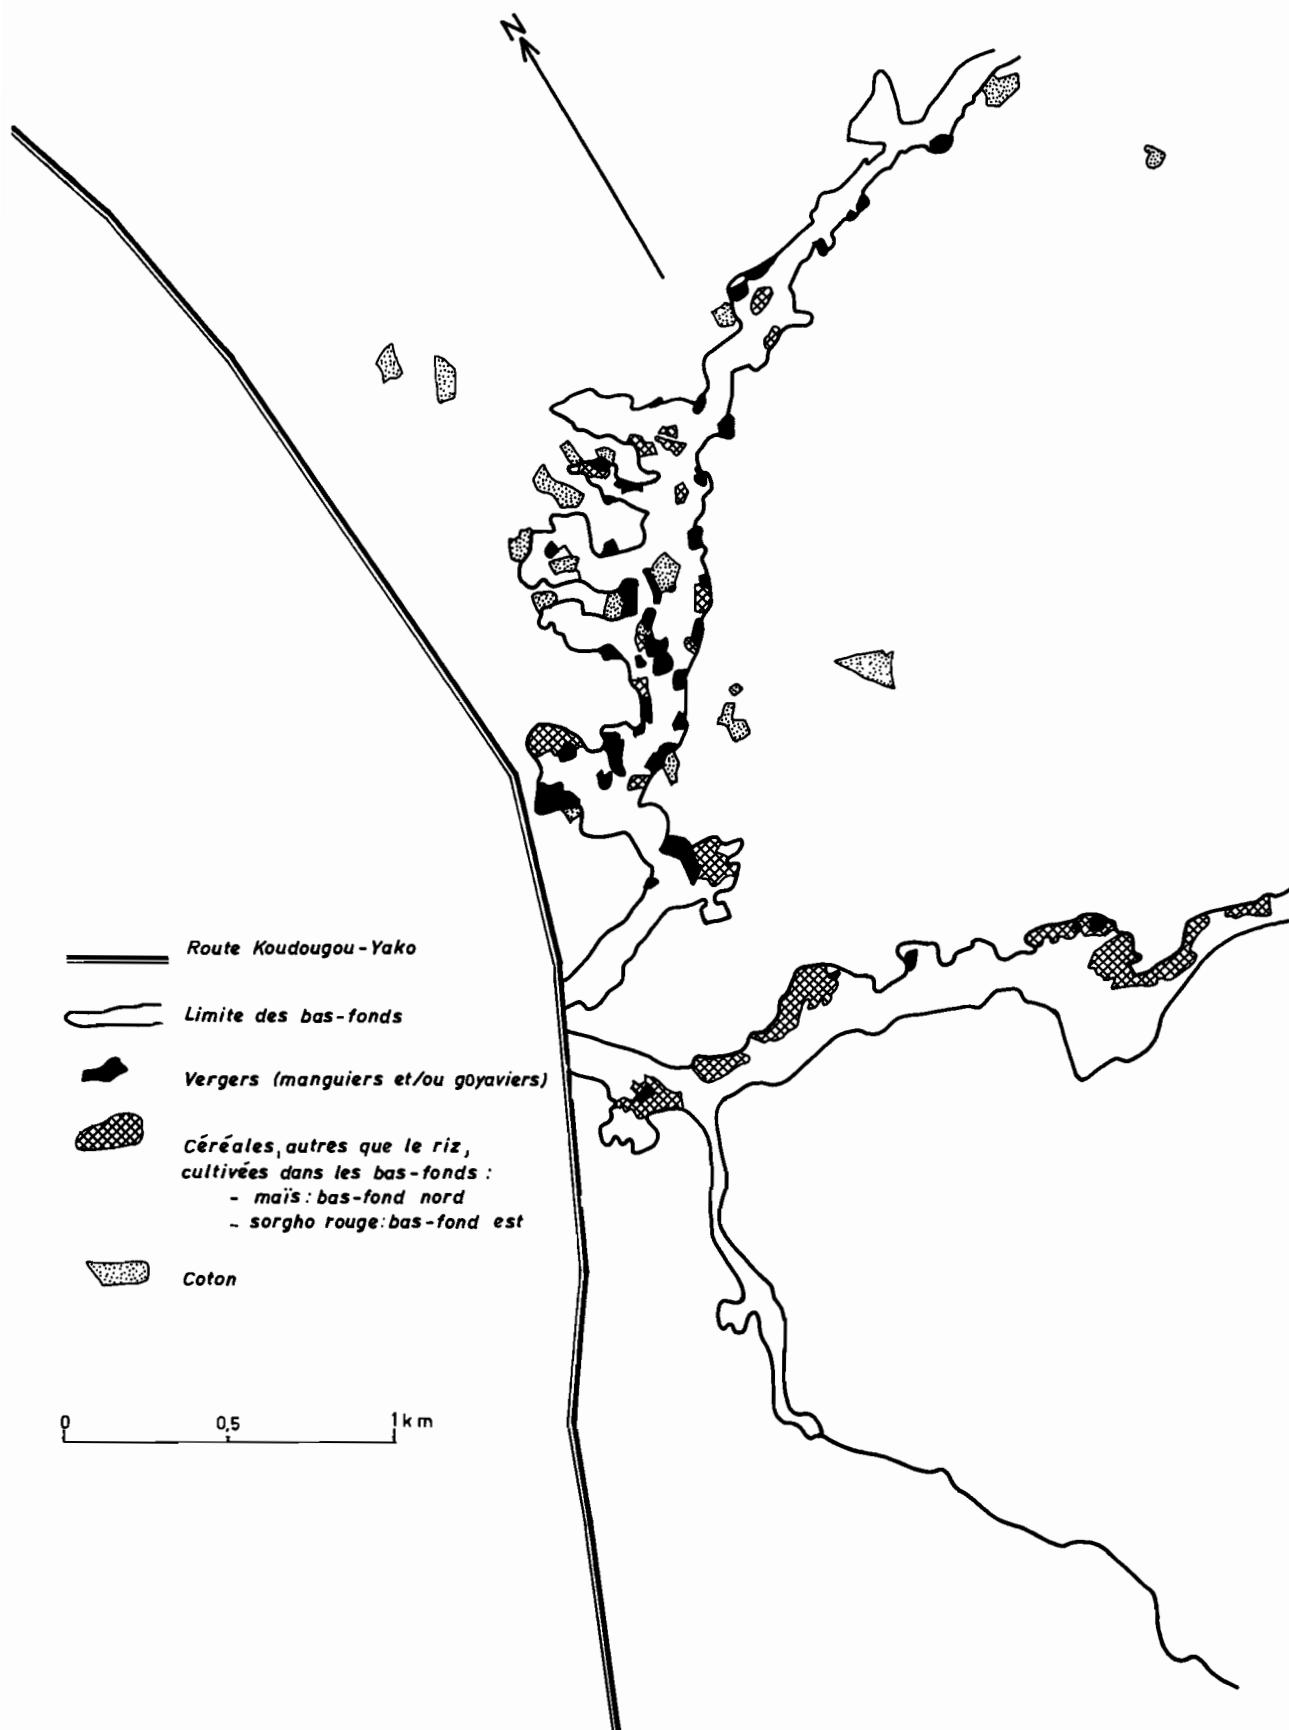 N
Route Koudougou-Yako
Limite des bas-fonds
Vergers (manguiers et/ou goyaviers)
Céréales, autres que le riz,
cultivées dans les bas-fonds :
- maïs : bas-fond nord
- sorgho rouge : bas-fond est
Coton
0 0,5 1 km